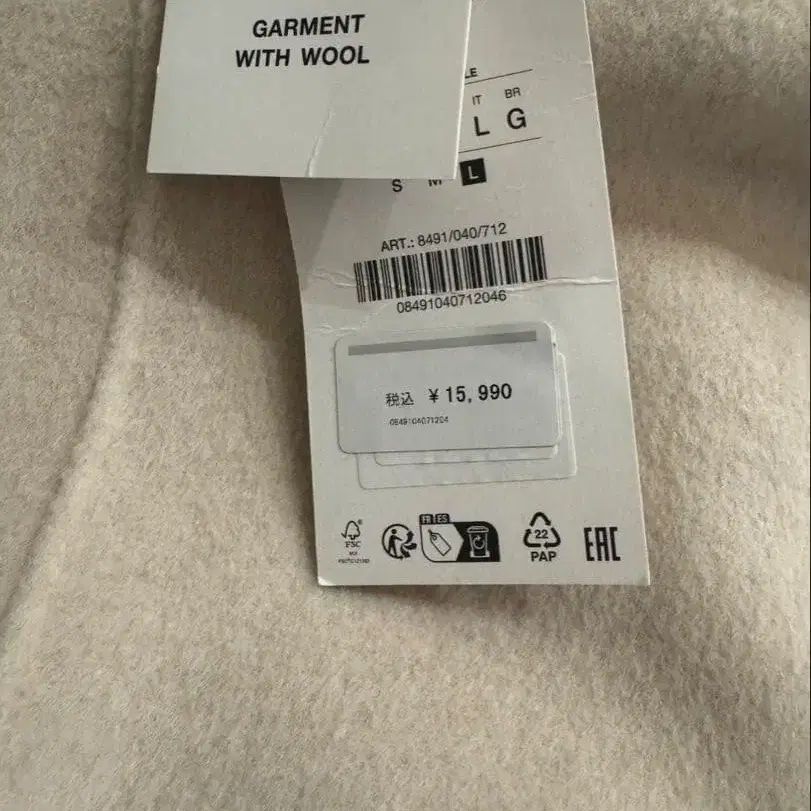 GARMENT
WITH WOOL
LE
IT BR
L G
S M L
ART.: 8491/040/712
08491040712046
税込 ¥15,990
0849104071204
FR ES
FSC
22
PAP
EAC